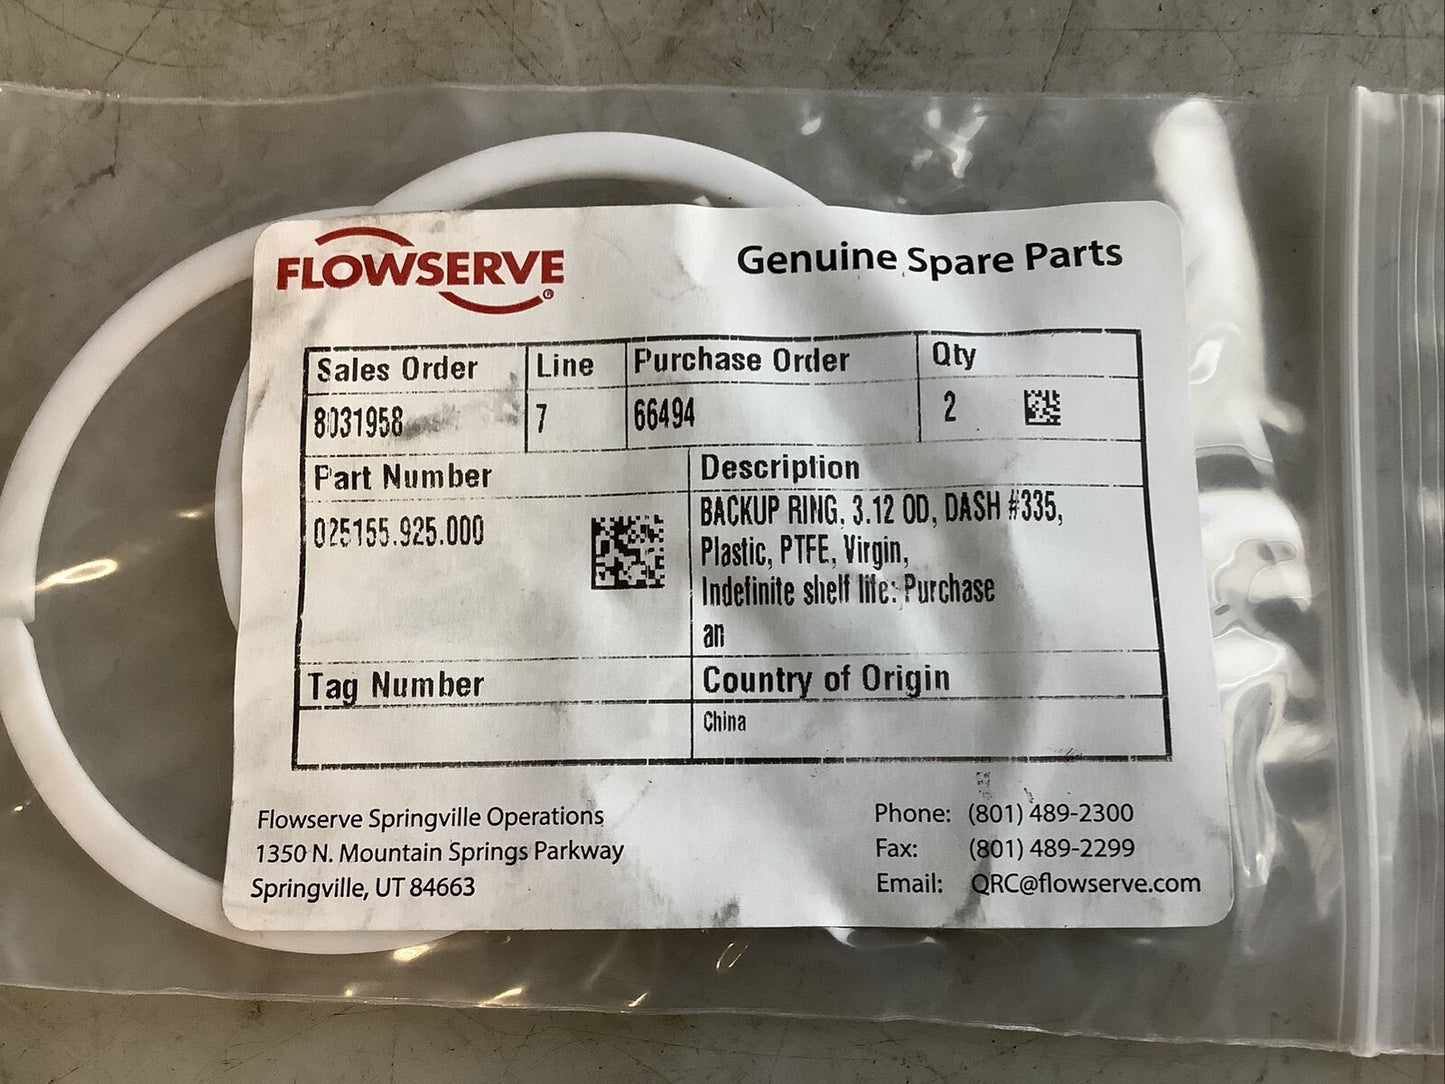 FLOWSERVE
Genuine Spare Parts
Sales Order Line Purchase Order Qty
8031958 7 66494 2
Part Number Description
025155.925.000 BACKUP RING, 3.12 OD, DASH #335,
Plastic, PTFE, Virgin,
Indefinite shelf life: Purchase
an
Tag Number Country of Origin
China
Flowserve Springville Operations
1350 N. Mountain Springs Parkway
Springville, UT 84663
Phone: (801) 489-2300
Fax: (801) 489-2299
Email: QRC@flowserve.com